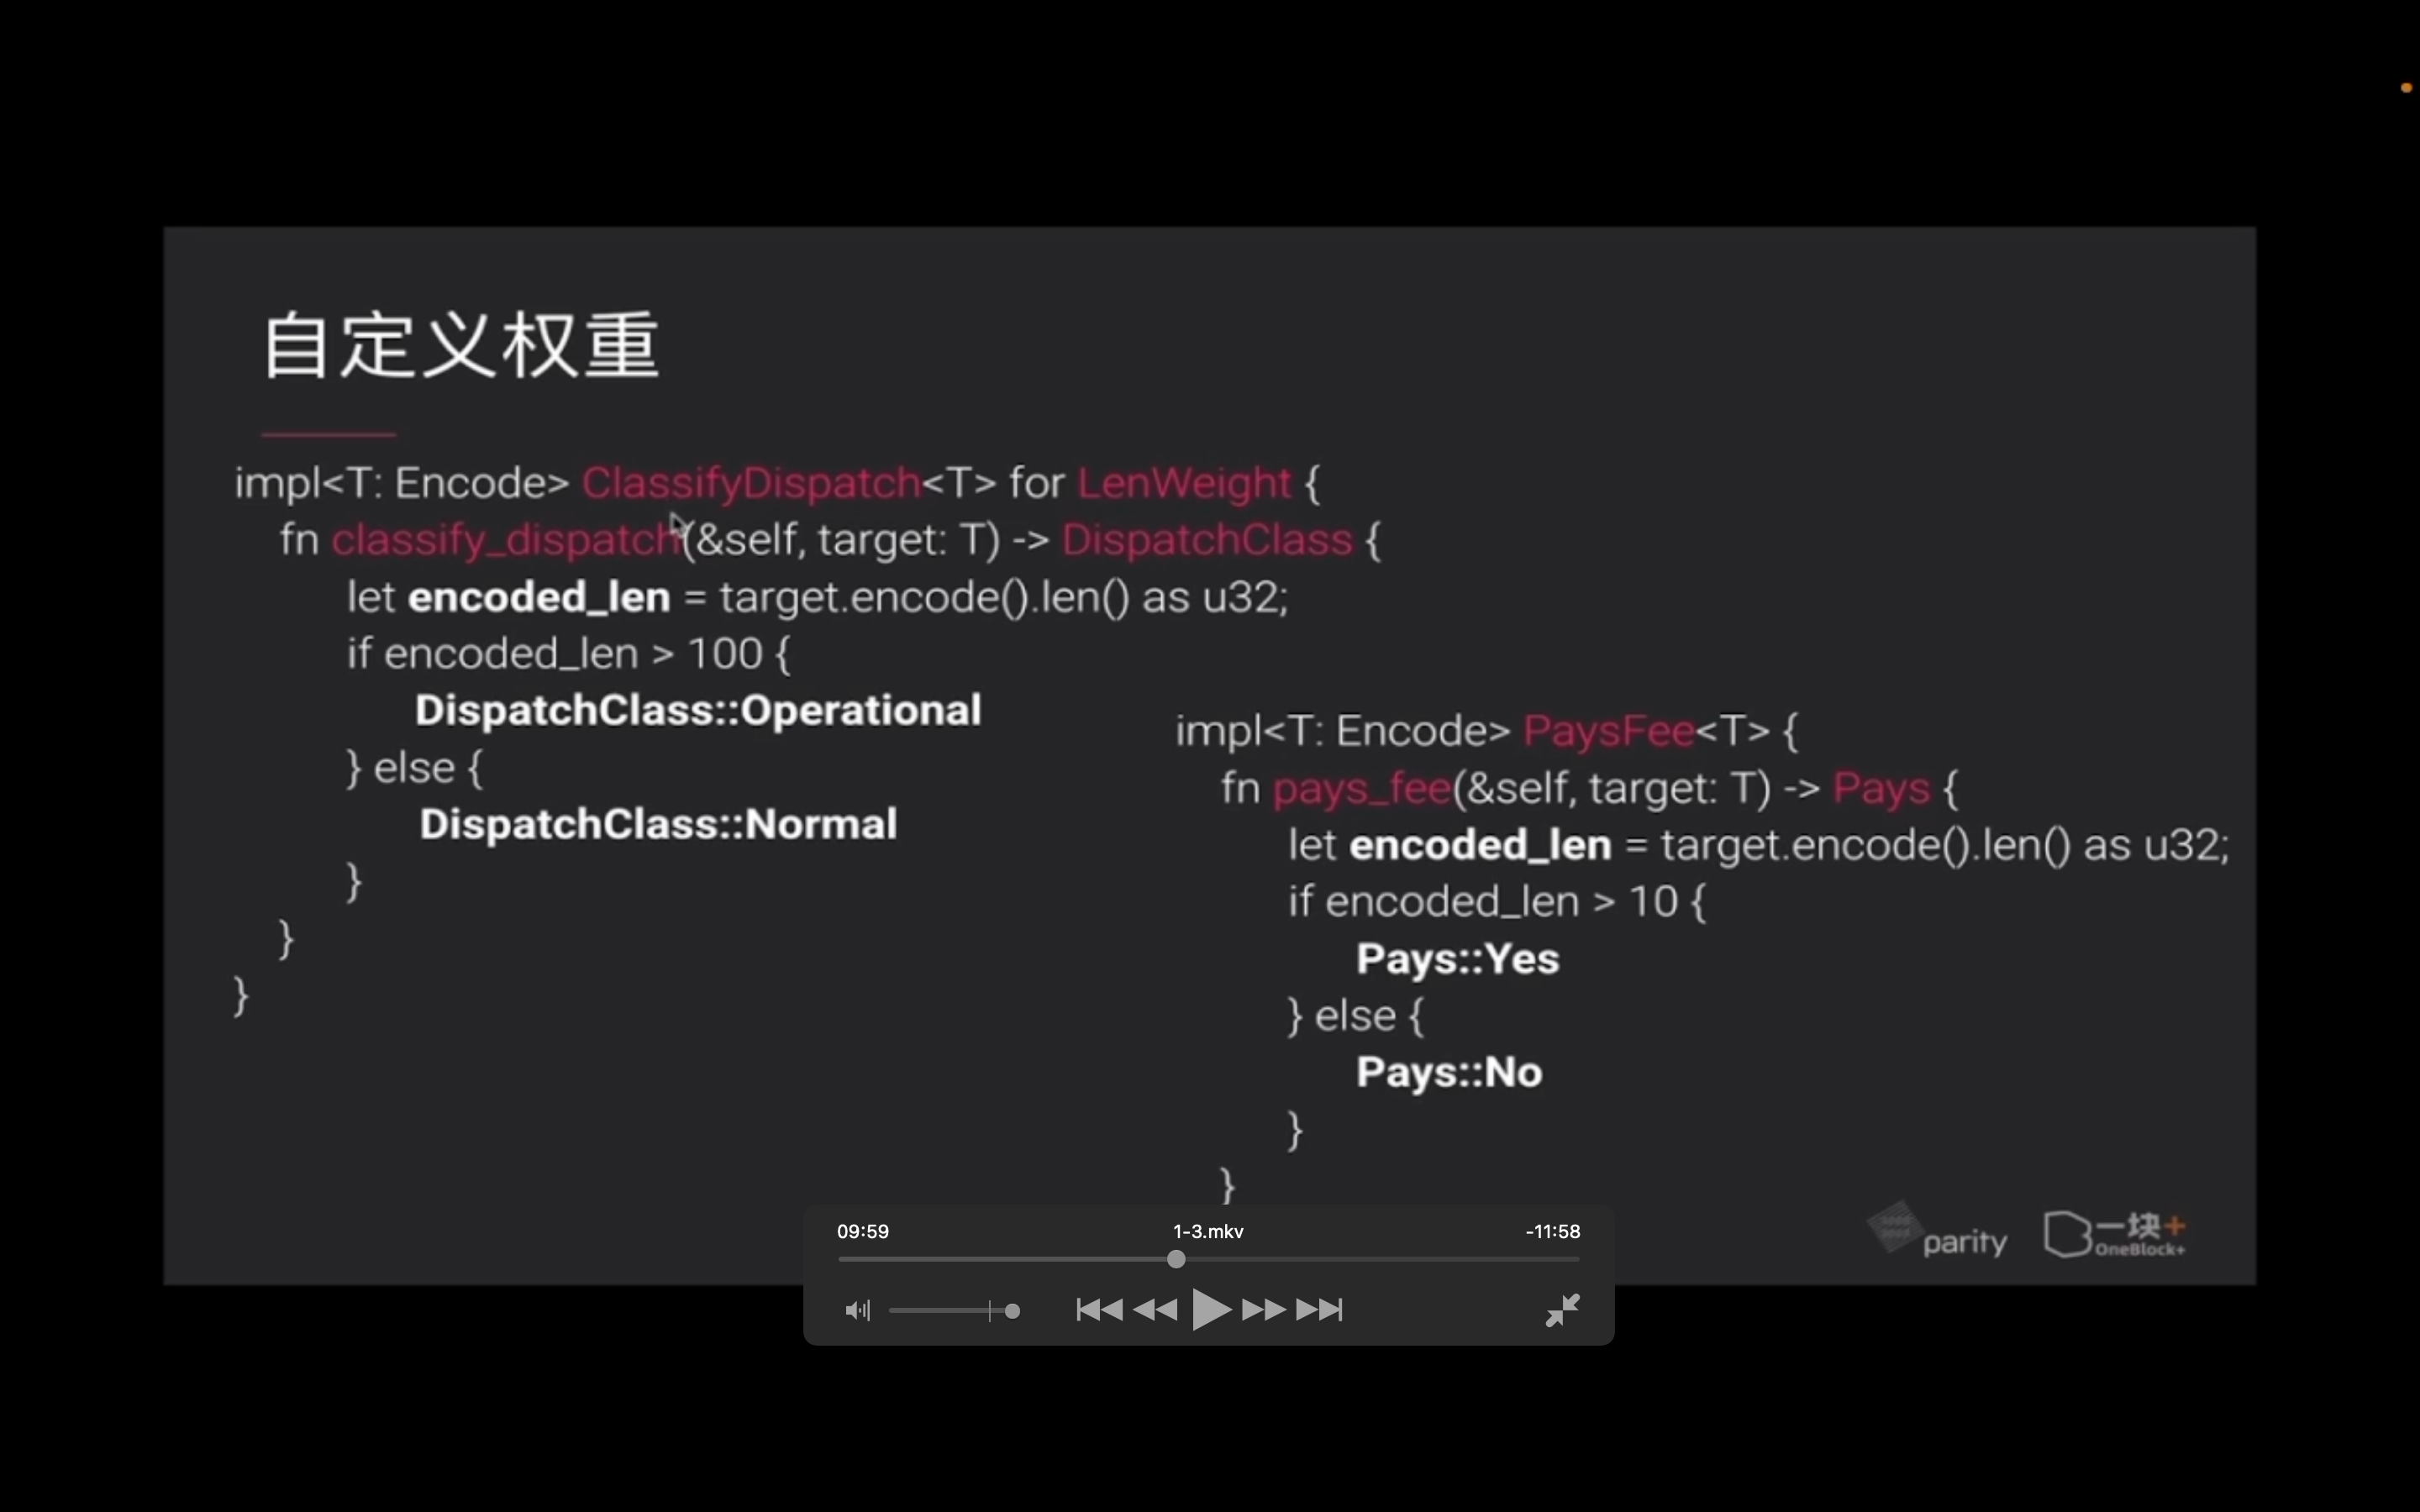 自定义权重
impl<T: Encode> ClassifyDispatch<T> for LenWeight {
fn classify_dispatch(&self, target: T) -> DispatchClass {
let encoded_len = target.encode().len() as u32;
if encoded_len > 100 {
DispatchClass::Operational
} else {
DispatchClass::Normal
}
}
}
impl<T: Encode> PaysFee<T> {
fn pays_fee(&self, target: T) -> Pays {
let encoded_len = target.encode().len() as u32;
if encoded_len > 10 {
Pays::Yes
} else {
Pays::No
}
}
parity
一块+
OneBlock+
09:59
1-3.mkv
-11:58